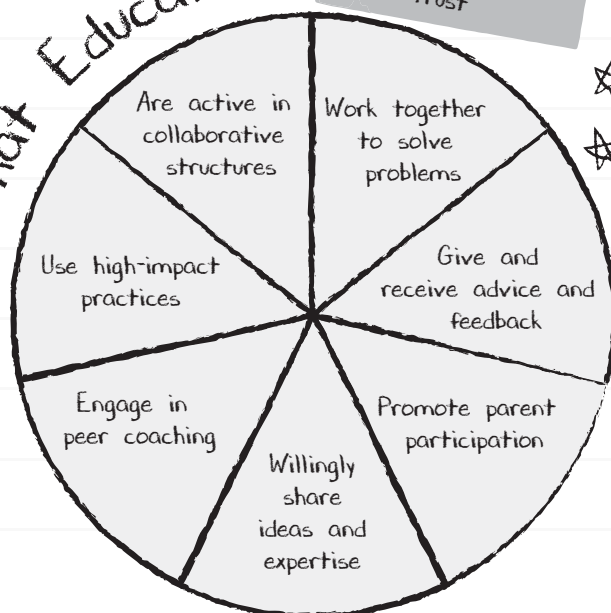 Educa
Are active in
collaborative
structures
Work together
to solve
problems
Give and
receive advice and
feedback
Promote parent
participation
Willingly
share
ideas and
expertise
Engage in
peer coaching
Use high-impact
practices